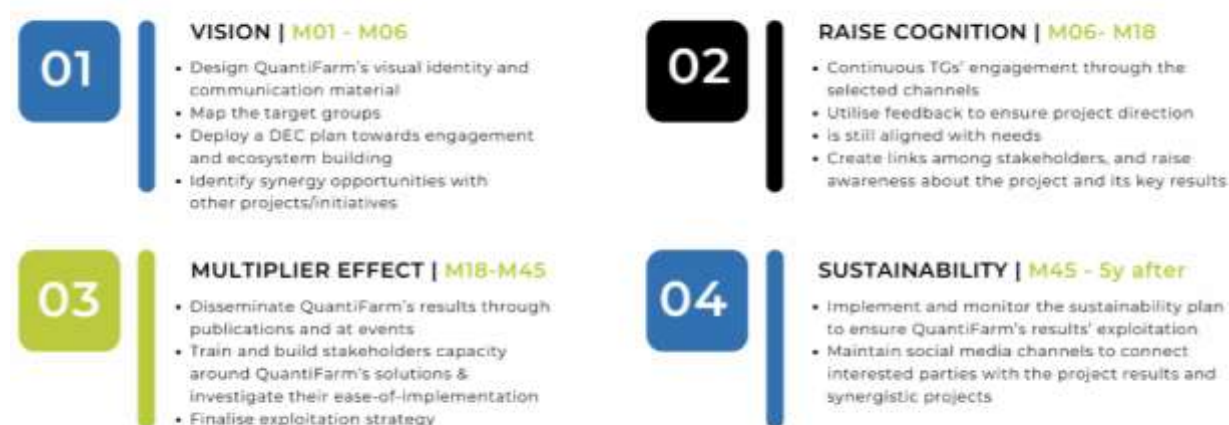 01
VISION | M01 - M06
• Design QuantiFarm's visual identity and
communication material
• Map the target groups
• Deploy a DEC plan towards engagement
and ecosystem building
• Identify synergy opportunities with
other projects/initiatives
02
RAISE COGNITION | M06- M18
• Continuous TGs' engagement through the
selected channels
• Utilise feedback to ensure project direction
• is still aligned with needs
• Create links among stakeholders, and raise
awareness about the project and its key results
03
MULTIPLIER EFFECT | M18-M45
• Disseminate QuantiFarm's results through
publications and at events
• Train and build stakeholders capacity
around QuantiFarm's solutions &
investigate their ease-of-implementation
• Finalise exploitation strategy
04
SUSTAINABILITY | M45 - 5y after
• Implement and monitor the sustainability plan
to ensure QuantiFarm's results' exploitation
• Maintain social media channels to connect
interested parties with the project results and
synergistic projects